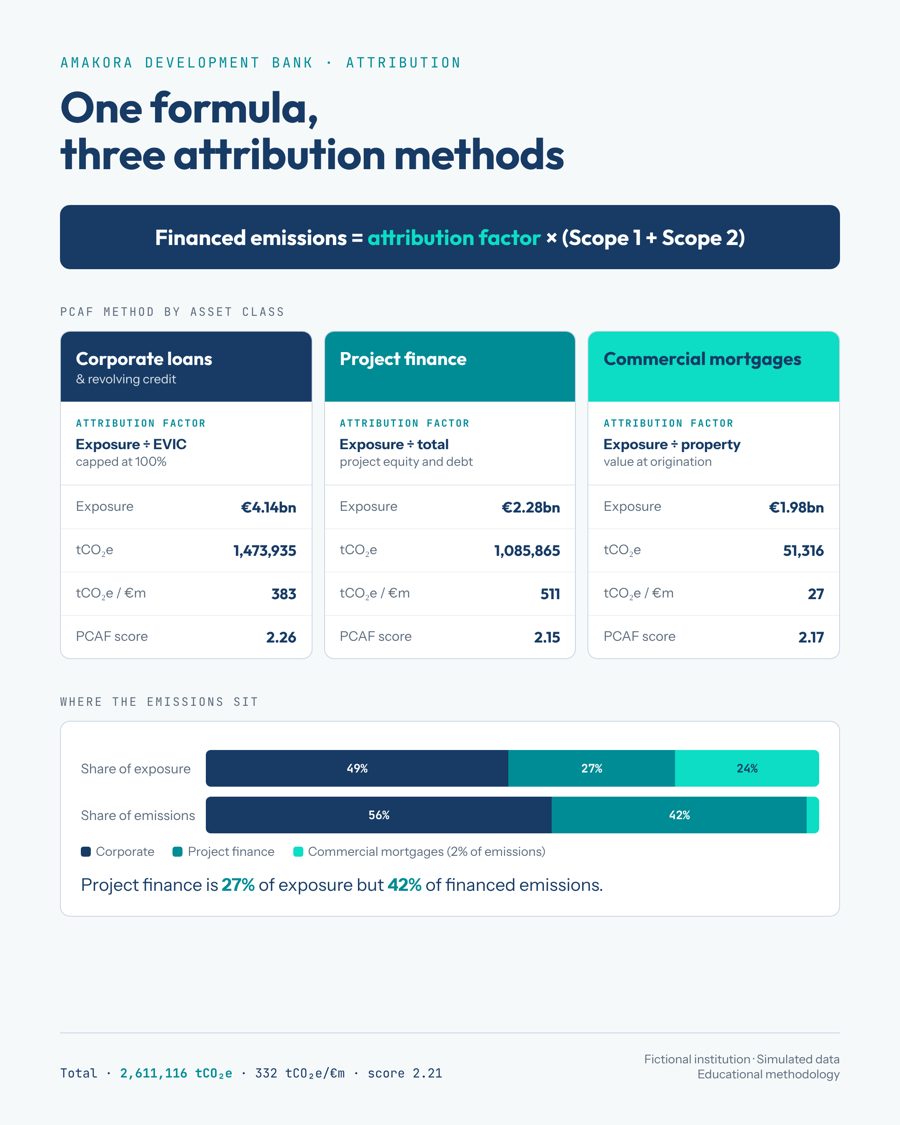 AMAKORA DEVELOPMENT BANK · ATTRIBUTION
One formula,
three attribution methods
Financed emissions = attribution factor × (Scope 1 + Scope 2)
PCAF METHOD BY ASSET CLASS
Corporate loans
& revolving credit
ATTRIBUTION FACTOR
Exposure ÷ EVIC
capped at 100%
Exposure €4.14bn
tCO₂e 1,473,935
tCO₂e / €m 383
PCAF score 2.26
Project finance
ATTRIBUTION FACTOR
Exposure ÷ total
project equity and debt
Exposure €2.28bn
tCO₂e 1,085,865
tCO₂e / €m 511
PCAF score 2.15
Commercial mortgages
ATTRIBUTION FACTOR
Exposure ÷ property
value at origination
Exposure €1.98bn
tCO₂e 51,316
tCO₂e / €m 27
PCAF score 2.17
WHERE THE EMISSIONS SIT
Share of exposure 49% 27% 24%
Share of emissions 56% 42%
Corporate Project finance Commercial mortgages (2% of emissions)
Project finance is 27% of exposure but 42% of financed emissions.
Total · 2,611,116 tCO₂e · 332 tCO₂e/€m · score 2.21
Fictional institution · Simulated data
Educational methodology